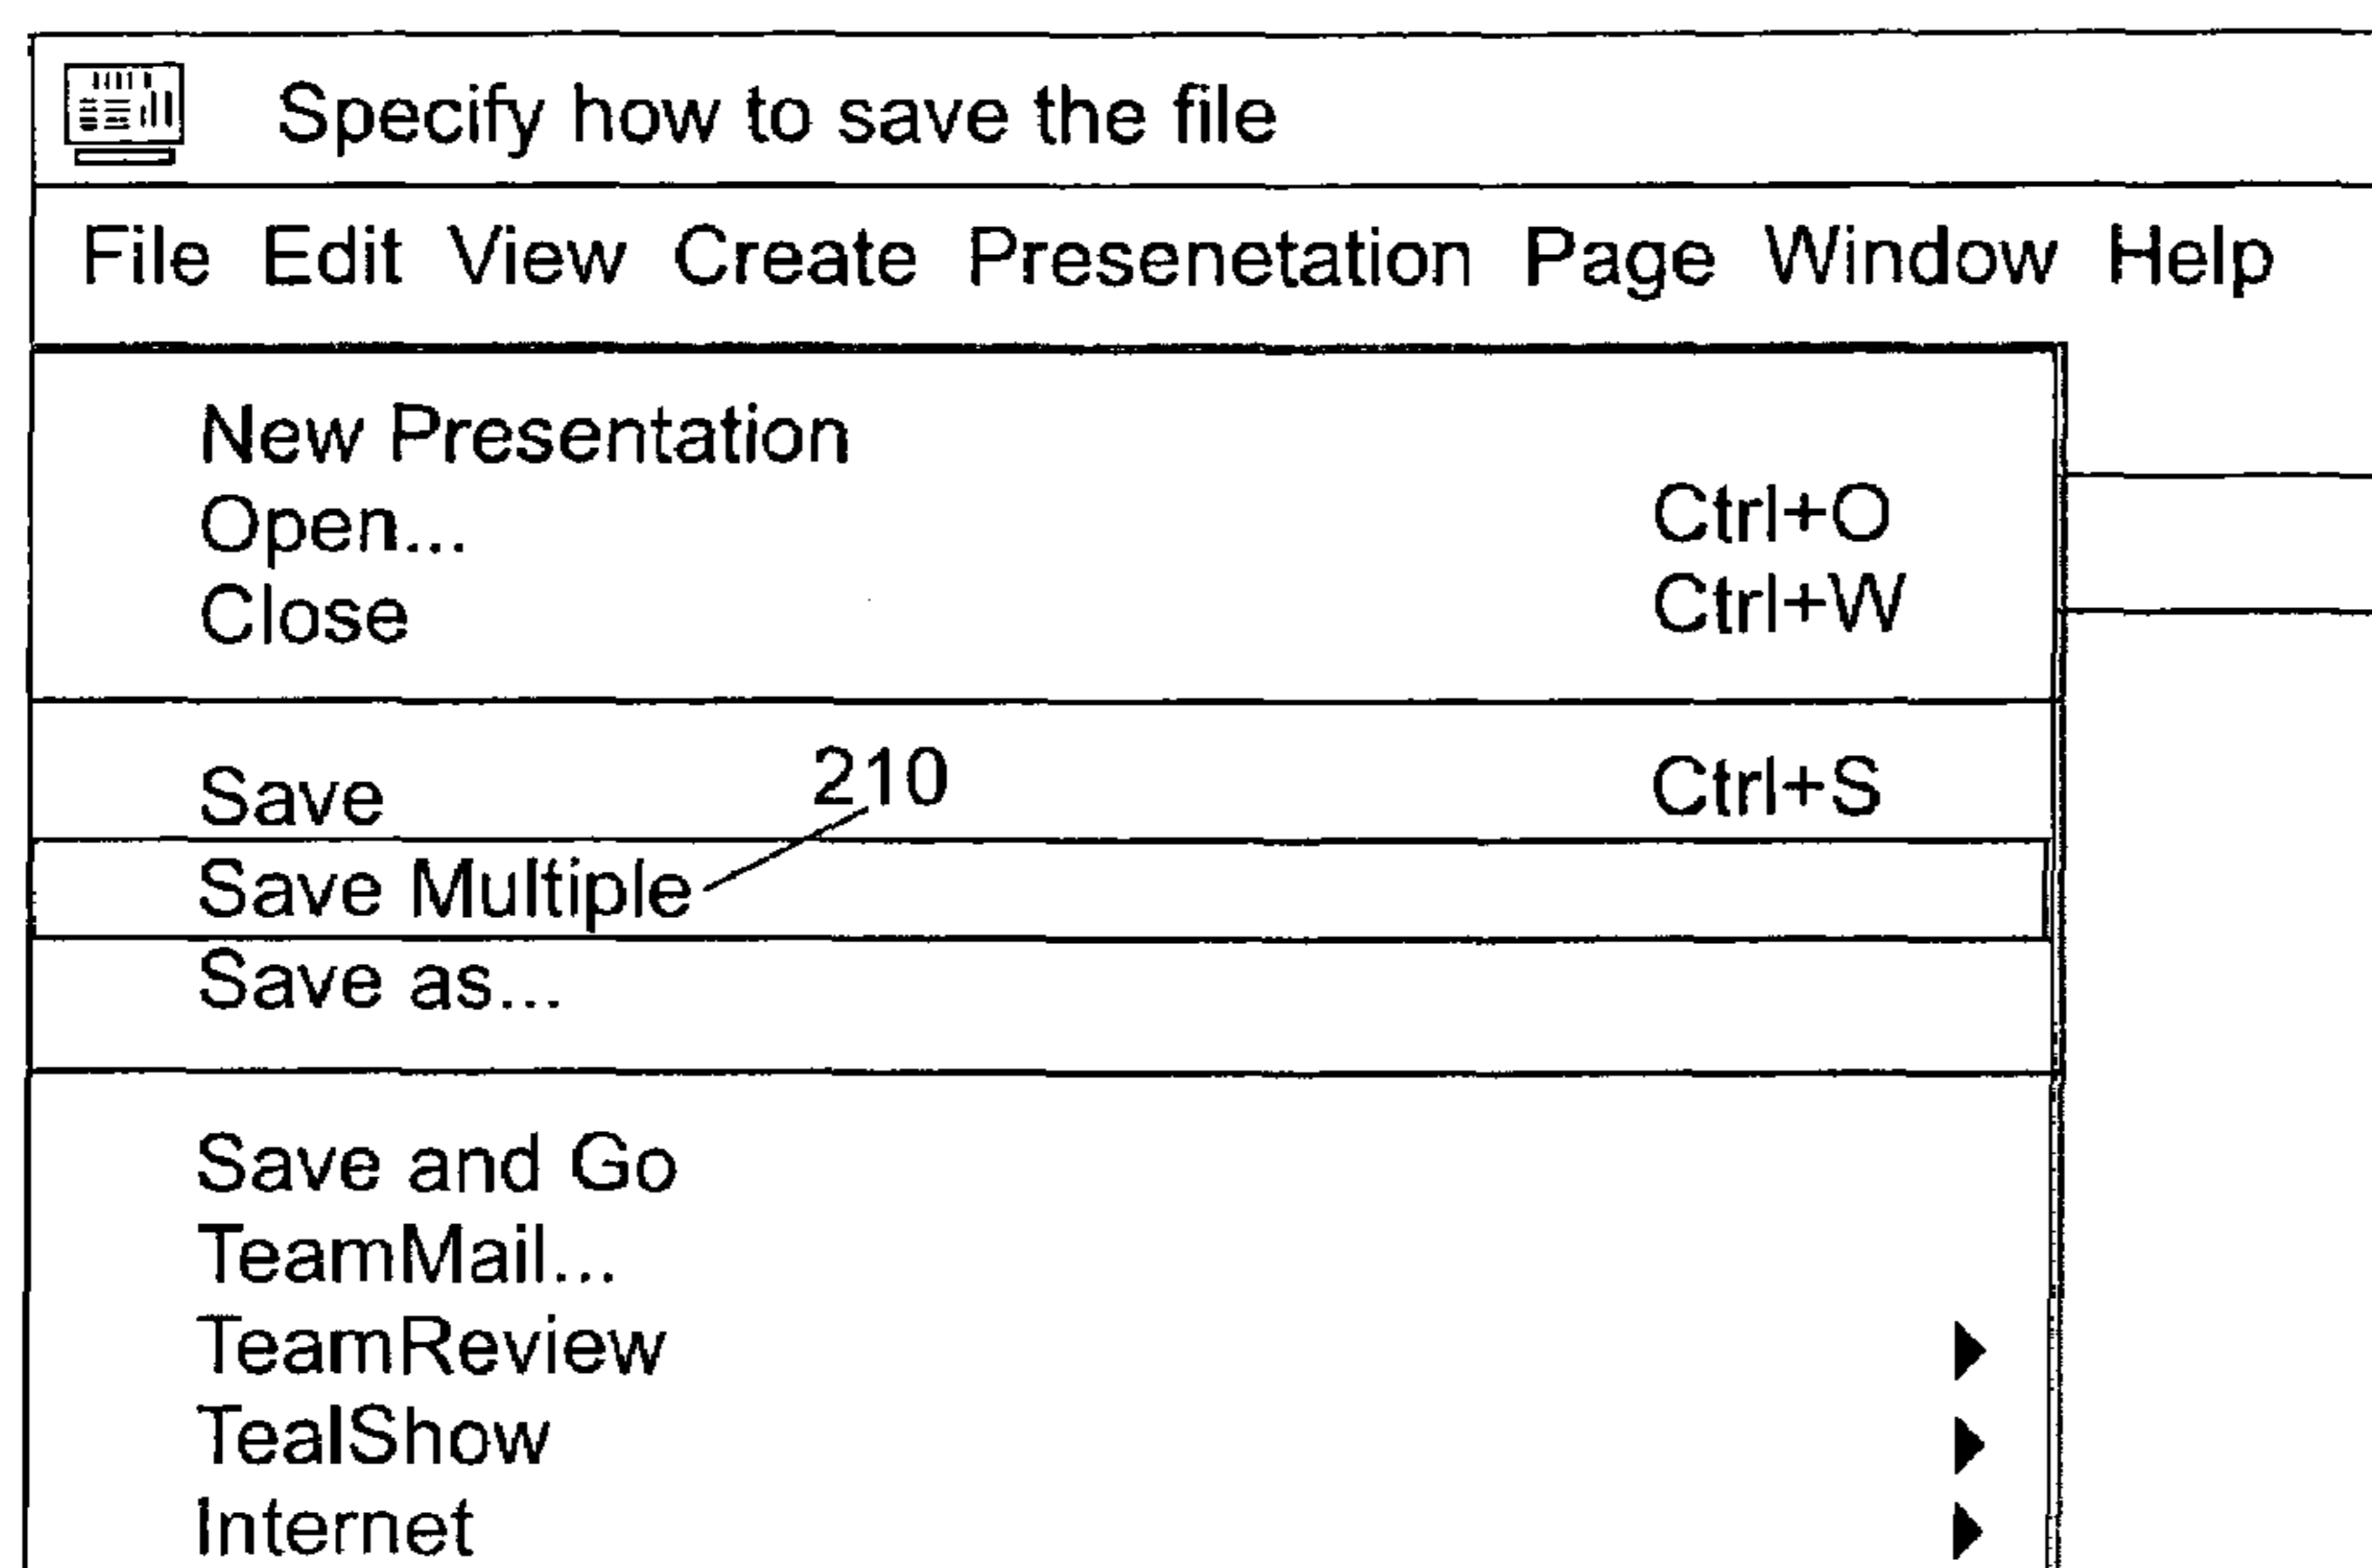 Specify how to save the file
File Edit View Create Presenetation Page Window Help
New Presentation
Open... Ctrl+O
Close Ctrl+W
Save 210 Ctrl+S
Save Multiple
Save as...
Save and Go
TeamMail...
TeamReview
TealShow
Internet